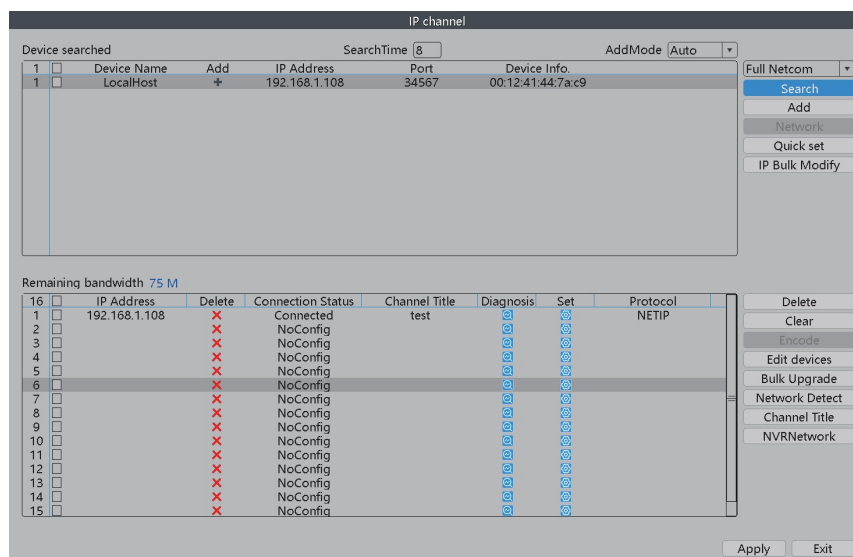 IP channel
Device searched SearchTime 8 AddMode Auto
1 Device Name Add IP Address Port Device Info.
1 LocalHost + 192.168.1.108 34567 00:12:41:44:7a:c9
Full Netcom
Search
Add
Network
Quick set
IP Bulk Modify
Remaining bandwidth 75 M
16 IP Address Delete Connection Status Channel Title Diagnosis Set Protocol
1 192.168.1.108 Connected test NETIP
2 NoConfig
3 NoConfig
4 NoConfig
5 NoConfig
6 NoConfig
7 NoConfig
8 NoConfig
9 NoConfig
10 NoConfig
11 NoConfig
12 NoConfig
13 NoConfig
14 NoConfig
15 NoConfig
Delete
Clear
Encode
Edit devices
Bulk Upgrade
Network Detect
Channel Title
NVRNetwork
Apply Exit